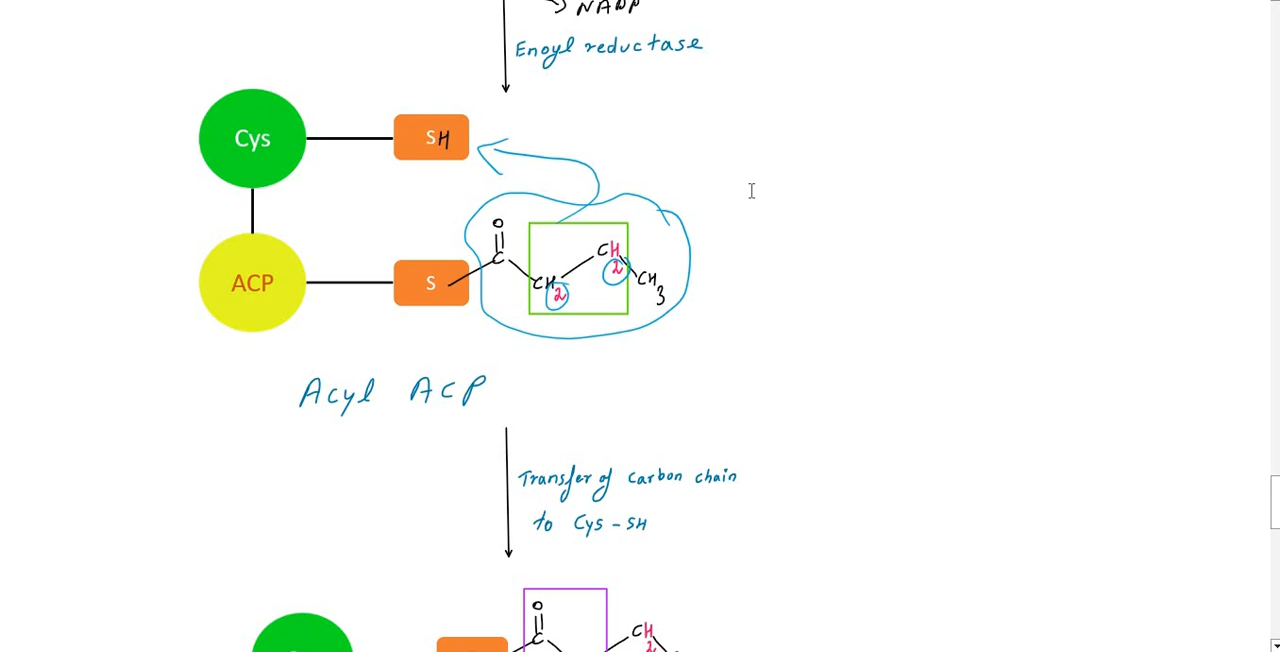 NADP
Enoyl reductase
Cys
SH
O
C
CH2
CH2
CH3
ACP
S
Acyl ACP
Transfer of carbon chain
to Cys-SH
O
C
CH2